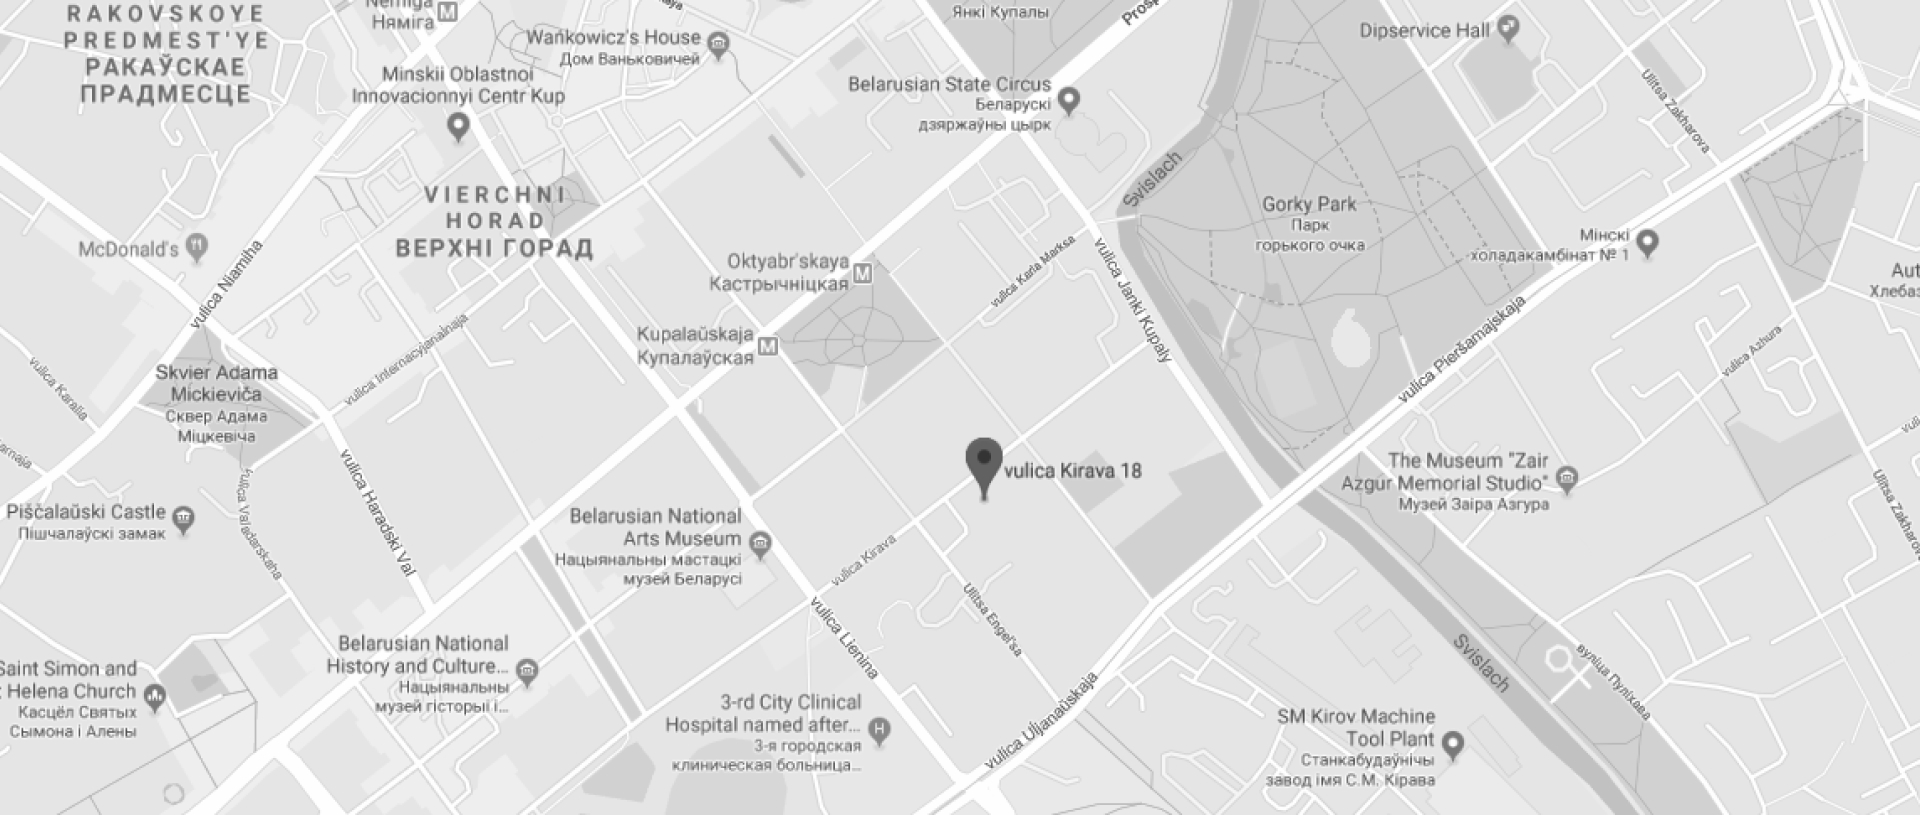 RAKOVSKOYE
PREDMEST'YE
РАКАЎСКАЕ
ПРАДМЕСЦЕ
Nemiga
Няміга
Wańkowicz's House
Дом Ваньковичей
Янкі Купалы
Dipservice Hall
Minskii Oblastnoi
Innovacionnyi Centr Kup
Belarusian State Circus
Беларускі
дзяржаўны цырк
Ulitsa Zakharova
Svislach
VIERCHNI
HORAD
ВЕРХНІ ГОРАД
McDonald's
vulica Niamiha
Gorky Park
Парк
горького очка
Мінскі
холадакамбінат № 1
Aut
Хлебаз
Oktyabr'skaya
Кастрычніцкая
vulica Karla Marksa
vulica Janki Kupaly
Kupalaŭskaja
Купалаўская
vulica Internacyjanalnaja
vulica Karalla
Skvier Adama
Mickieviča
Сквер Адама
Міцкевіча
vulica Pieršamajskaja
vulica Azhura
vulica Kirava 18
The Museum "Zair
Azgur Memorial Studio"
Музей Заіра Азгура
Ulitsa Zakharova
vulica Haradski Val
vulica Valadarskaha
Piščalaŭski Castle
Пішчалаўскі замак
Belarusian National
Arts Museum
Нацыянальны мастацкі
музей Беларусі
vulica Kirava
vulica Lienina
Ulitsa Engel'sa
Belarusian National
History and Culture...
Нацыянальны
музей гісторыі і...
Saint Simon and
t Helena Church
Касцёл Святых
Сымона і Алены
3-rd City Clinical
Hospital named after...
3-я городская
клиническая больница...
vulica Uljanaŭskaja
Svislach
вуліца Пуліхава
SM Kirov Machine
Tool Plant
Станкабудаўнічы
завод імя С.М. Кірава